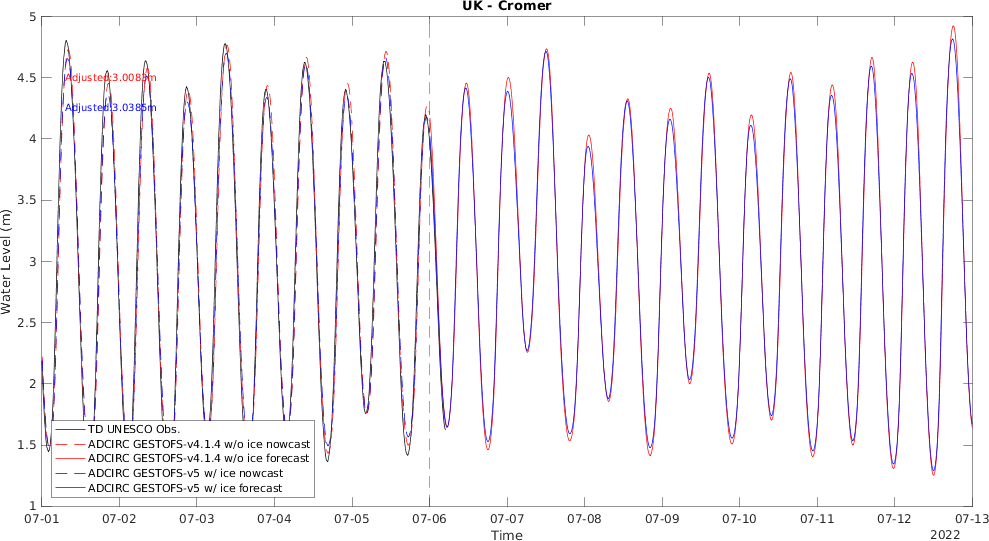 UK - Cromer
Water Level (m)
5
4.5
4
3.5
3
2.5
2
1.5
1
Adjusted:3.0083m
Adjusted:3.0385m
TD UNESCO Obs.
ADCIRC GESTOFS-v4.1.4 w/o ice nowcast
ADCIRC GESTOFS-v4.1.4 w/o ice forecast
ADCIRC GESTOFS-v5 w/ ice nowcast
ADCIRC GESTOFS-v5 w/ ice forecast
07-01 07-02 07-03 07-04 07-05 07-06 07-07 07-08 07-09 07-10 07-11 07-12 07-13
Time
2022